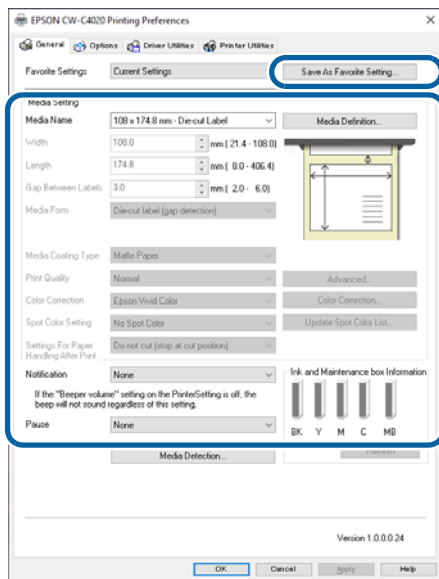 EPSON CW-C4020 Printing Preferences
General Options Driver Utilities Printer Utilities
Favorite Settings Current Settings Save As Favorite Setting...
Media Setting
Media Name 108 x 174.8 mm - Die-cut Label Media Definition...
Width 108.0 mm [ 21.4 - 108.0]
Length 174.8 mm [ 8.0 - 406.4]
Gap Between Labels 3.0 mm [ 2.0 - 6.0]
Media Form Die-cut label (gap detection)
Media Coating Type Matte Paper
Print Quality Normal Advanced...
Color Correction Epson Vivid Color Color Correction...
Spot Color Setting No Spot Color Update Spot Color List...
Settings For Paper
Handling After Print Do not cut (stop at cut position)
Notification None Ink and Maintenance box Information
If the "Beeper volume" setting on the PrinterSetting is off, the
beep will not sound regardless of this setting.
Pause None
BK Y M C MB
Media Detection...
Version 1.0.0.0 24
OK Cancel Apply Help